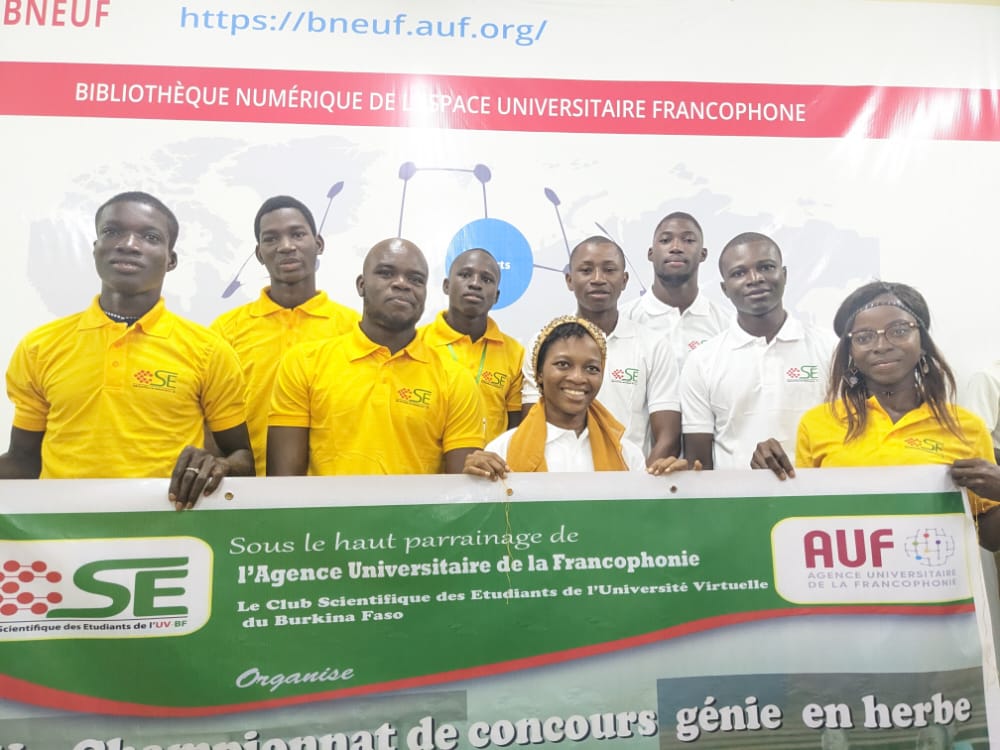 BNEUF
https://bneuf.auf.org/
BIBLIOTHÈQUE NUMÉRIQUE DE L'ESPACE UNIVERSITAIRE FRANCOPHONE
SE
SE
SE
SE
SE
SE
SE
Sous le haut parrainage de
l'Agence Universitaire de la Francophonie
Le Club Scientifique des Etudiants de l'Université Virtuelle
du Burkina Faso
Organise
SE
Scientifique des Etudiants de l'UV-BF
AUF
AGENCE UNIVERSITAIRE
DE LA FRANCOPHONIE
Championnat de concours génie en herbe